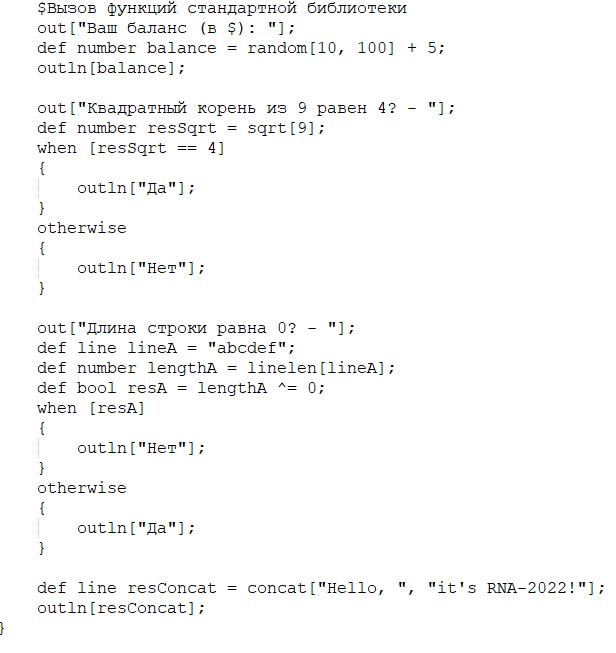 $Вызов функций стандартной библиотеки
out["Ваш баланс (в $): "];
def number balance = random[10, 100] + 5;
outln[balance];
out["Квадратный корень из 9 равен 4? - "];
def number resSqrt = sqrt[9];
when [resSqrt == 4]
{
outln["Да"];
}
otherwise
{
outln["Нет"];
}
out["Длина строки равна 0? - "];
def line lineA = "abcdef";
def number lengthA = linelen[lineA];
def bool resA = lengthA ^= 0;
when [resA]
{
outln["Нет"];
}
otherwise
{
outln["Да"];
}
def line resConcat = concat["Hello, ", "it's RNA-2022!"];
outln[resConcat];
}